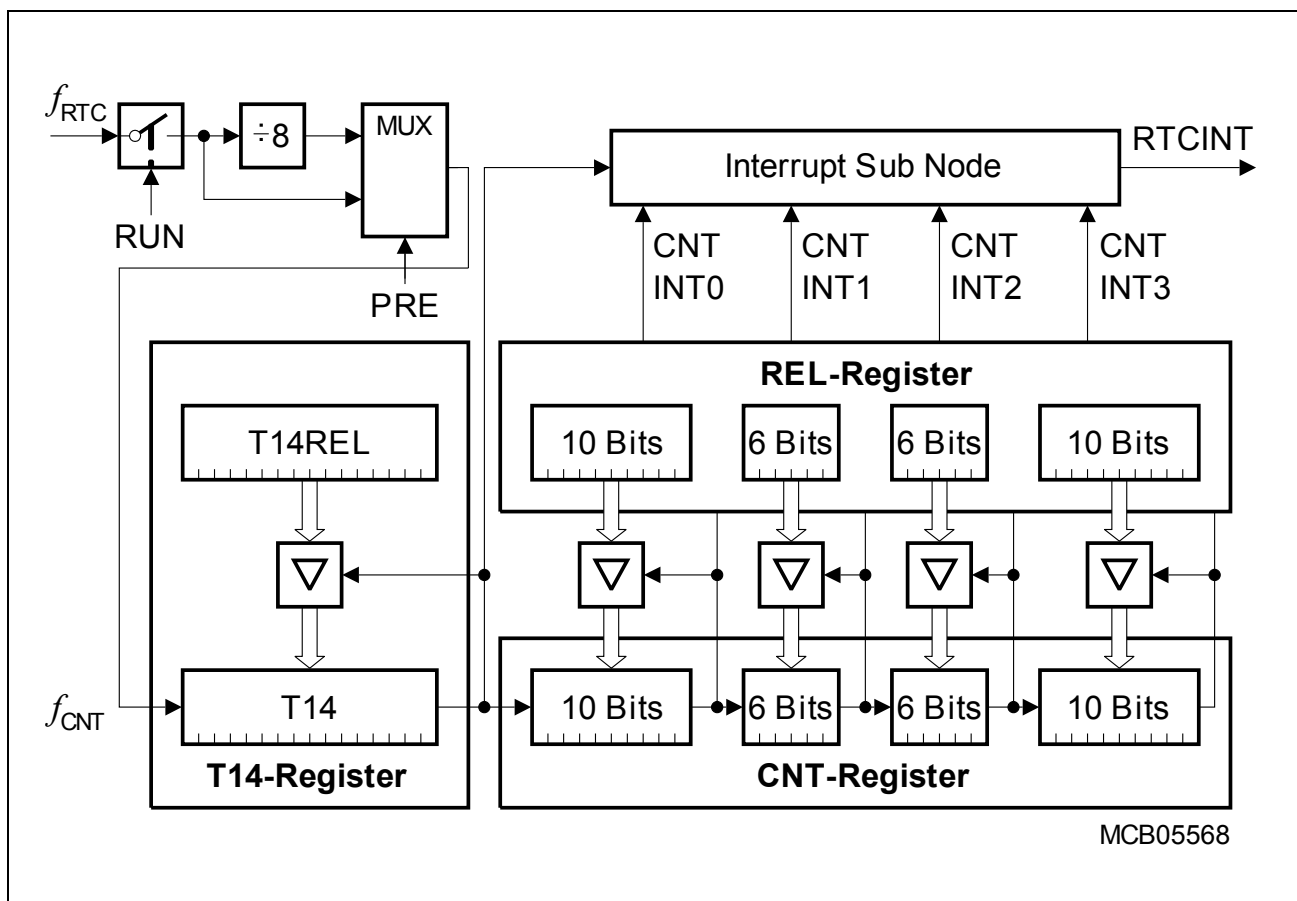 fRTC
÷8
MUX
RUN
PRE
Interrupt Sub Node
RTCINT
CNT INT0
CNT INT1
CNT INT2
CNT INT3
REL-Register
T14REL
10 Bits
6 Bits
6 Bits
10 Bits
fCNT
T14
10 Bits
6 Bits
6 Bits
10 Bits
T14-Register
CNT-Register
MCB05568